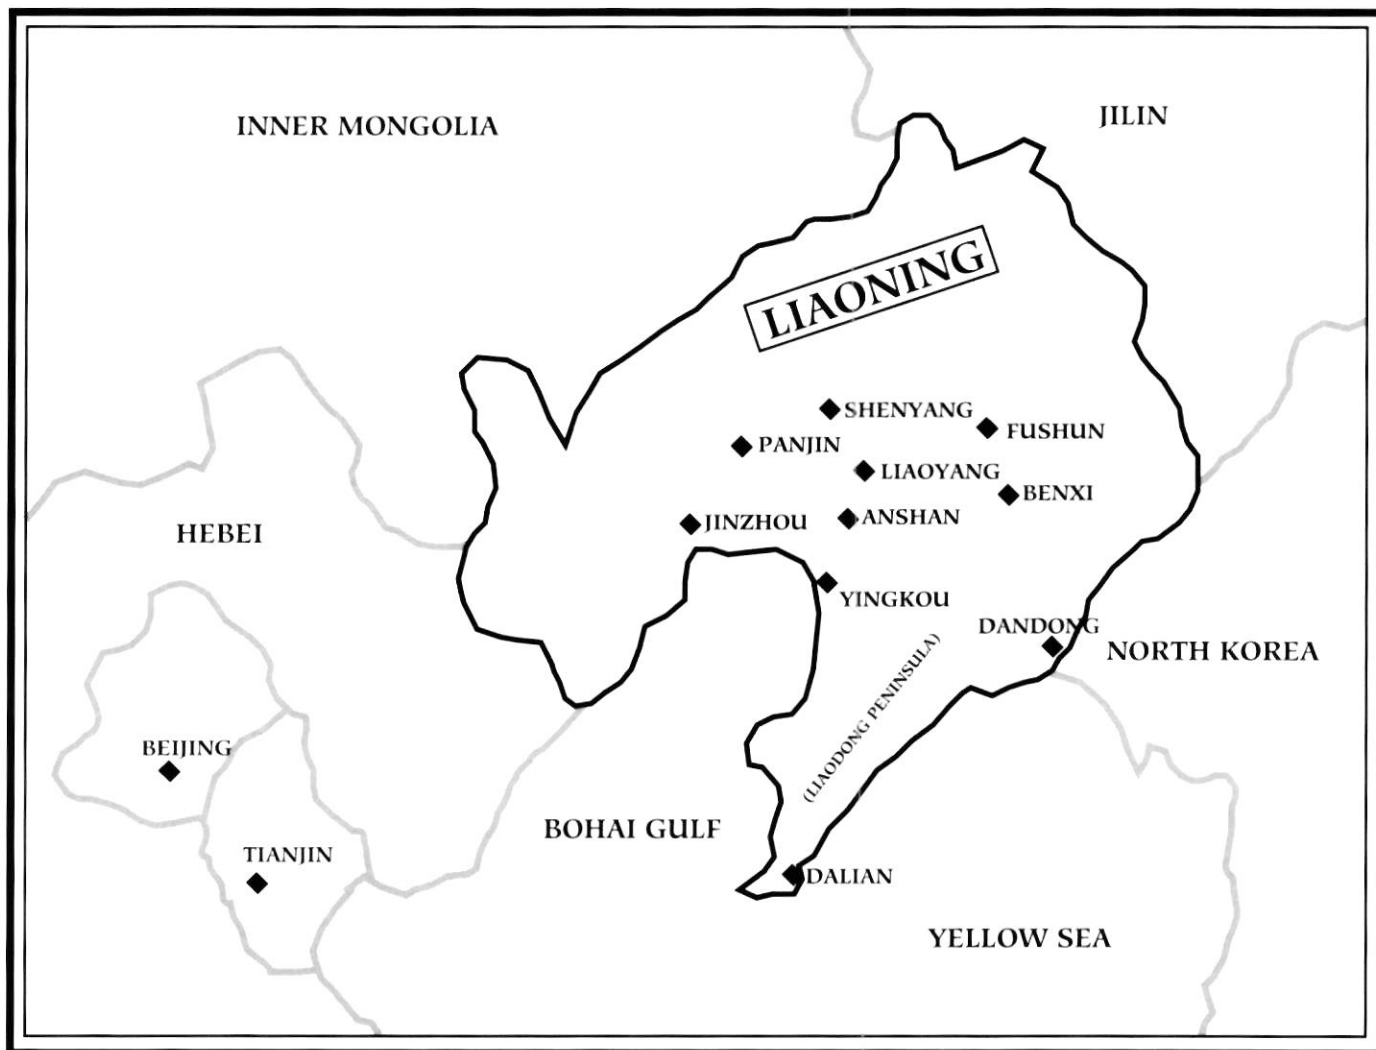 INNER MONGOLIA
JILIN
LIAONING
SHENYANG
FUSHUN
PANJIN
LIAOYANG
BENXI
JINZHOU
ANSHAN
HEBEI
YINGKOU
DANDONG
NORTH KOREA
(LIAODONG PENINSULA)
BEIJING
BOHAI GULF
TIANJIN
DALIAN
YELLOW SEA